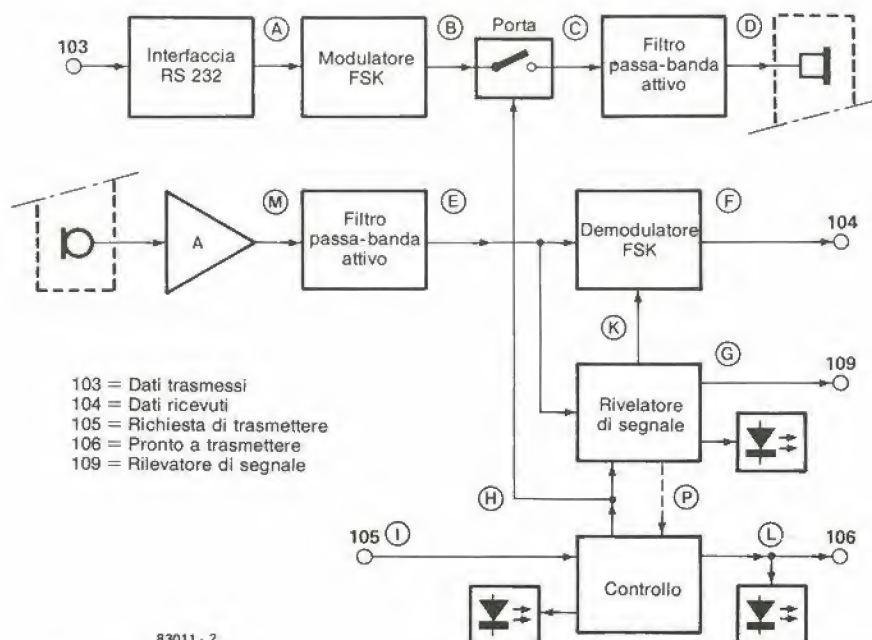 103
Interfaccia
RS 232
A
Modulatore
FSK
B
Porta
C
Filtro
passa-banda
attivo
D
A
M
Filtro
passa-banda
attivo
E
Demodulatore
FSK
F
104
K
G
109
Rivelatore
di segnale
103 = Dati trasmessi
104 = Dati ricevuti
105 = Richiesta di trasmettere
106 = Pronto a trasmettere
109 = Rilevatore di segnale
H
P
105 I
Controllo
L
106
83011 - 2